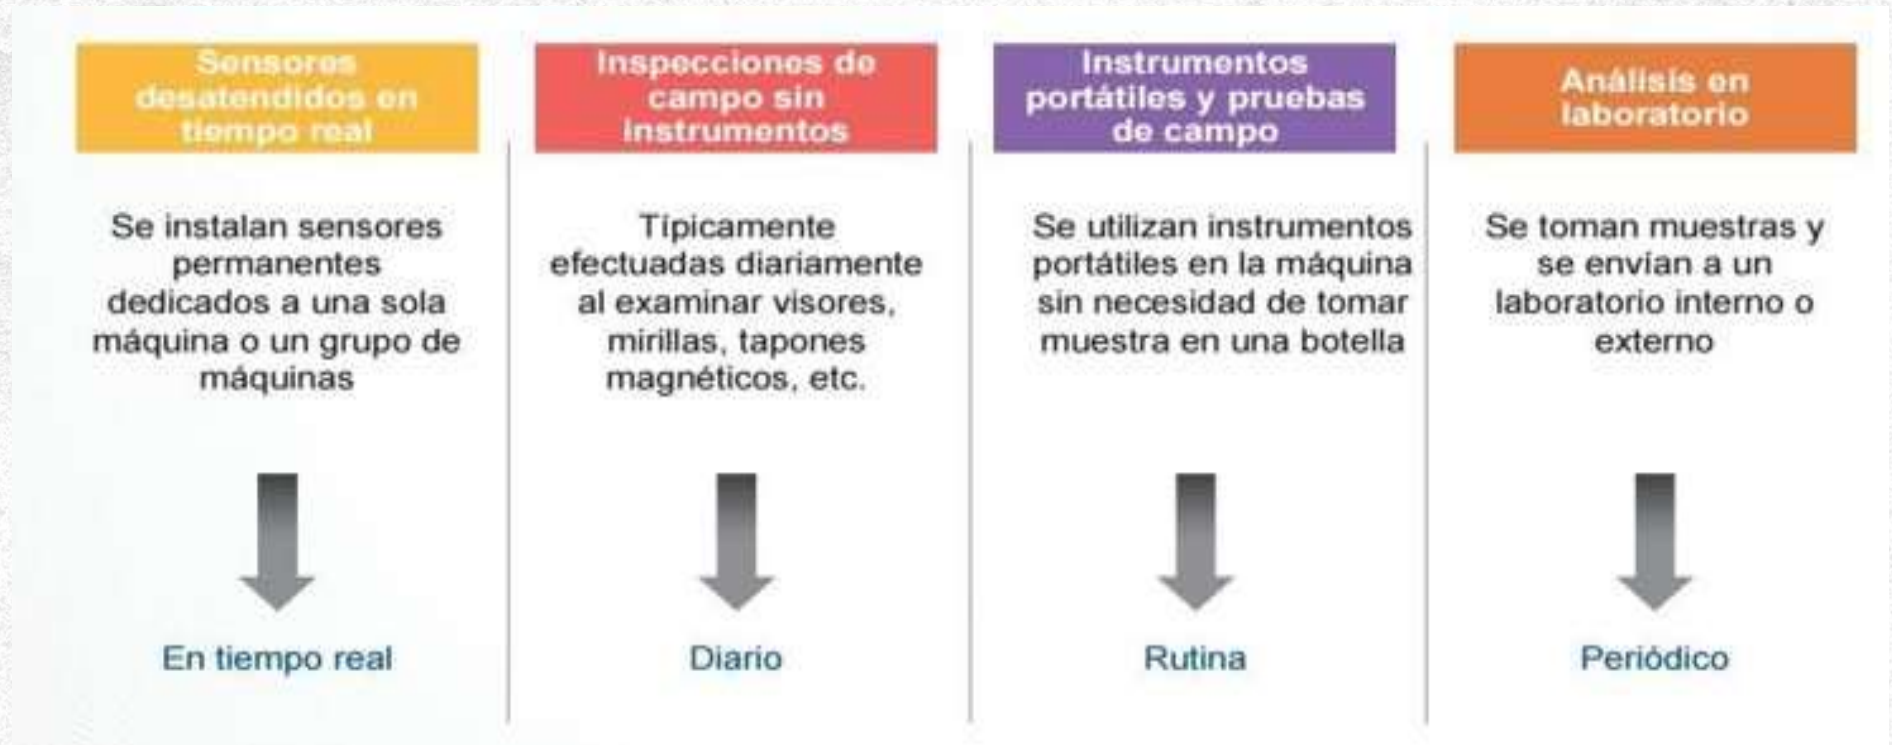 Sensores
desatendidos en
tiempo real
Se instalan sensores
permanentes
dedicados a una sola
máquina o un grupo de
máquinas
En tiempo real
Inspecciones de
campo sin
instrumentos
Típicamente
efectuadas diariamente
al examinar visores,
mirillas, tapones
magnéticos, etc.
Diario
Instrumentos
portátiles y pruebas
de campo
Se utilizan instrumentos
portátiles en la máquina
sin necesidad de tomar
muestra en una botella
Rutina
Análisis en
laboratorio
Se toman muestras y
se envían a un
laboratorio interno o
externo
Periódico